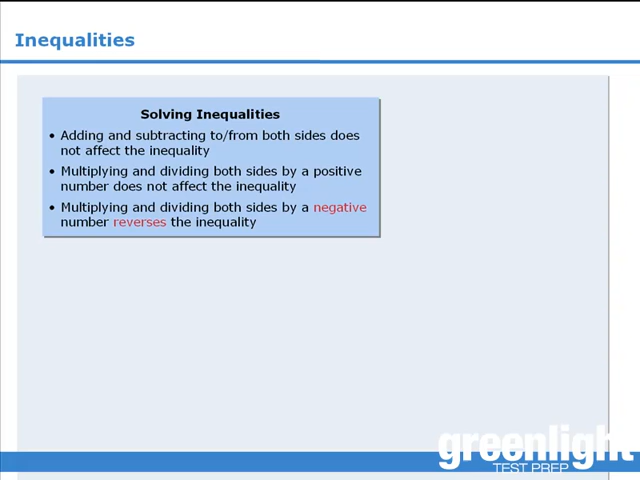 Inequalities
Solving Inequalities
• Adding and subtracting to/from both sides does
not affect the inequality
• Multiplying and dividing both sides by a positive
number does not affect the inequality
• Multiplying and dividing both sides by a negative
number reverses the inequality
greenlight
TEST PREP